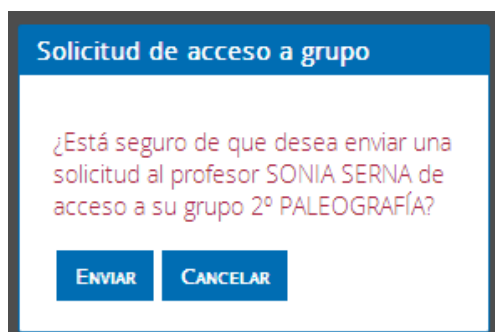 Solicitud de acceso a grupo
¿Está seguro de que desea enviar una
solicitud al profesor SONIA SERNA de
acceso a su grupo 2º PALEOGRAFÍA?
ENVIAR CANCELAR